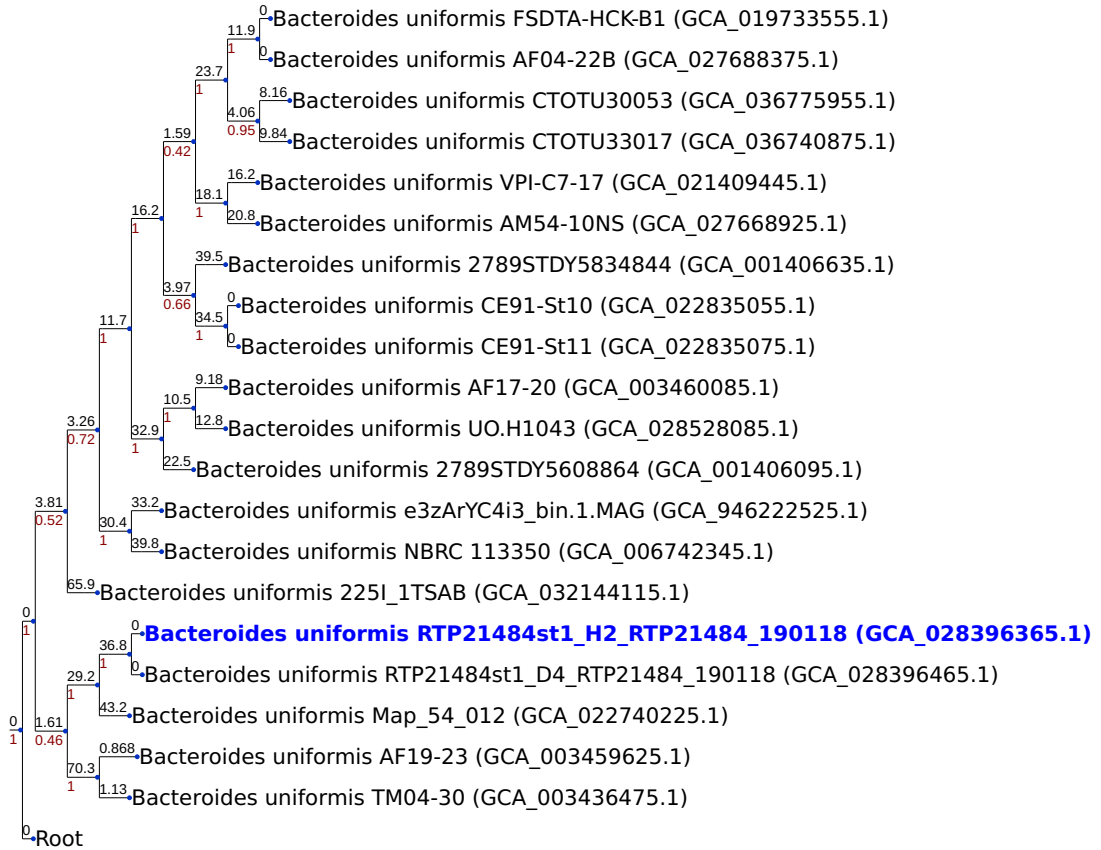 0
Bacteroides uniformis FSDTA-HCK-B1 (GCA_019733555.1)
11.9
1
0
Bacteroides uniformis AF04-22B (GCA_027688375.1)
23.7
1
8.16
Bacteroides uniformis CTOTU30053 (GCA_036775955.1)
4.06
0.95
9.84
Bacteroides uniformis CTOTU33017 (GCA_036740875.1)
1.59
0.42
16.2
Bacteroides uniformis VPI-C7-17 (GCA_021409445.1)
18.1
1
20.8
Bacteroides uniformis AM54-10NS (GCA_027668925.1)
16.2
1
39.5
Bacteroides uniformis 2789STDY5834844 (GCA_001406635.1)
3.97
0.66
0
Bacteroides uniformis CE91-St10 (GCA_022835055.1)
34.5
1
0
Bacteroides uniformis CE91-St11 (GCA_022835075.1)
11.7
1
9.18
Bacteroides uniformis AF17-20 (GCA_003460085.1)
10.5
1
12.8
Bacteroides uniformis UO.H1043 (GCA_028528085.1)
32.9
1
22.5
Bacteroides uniformis 2789STDY5608864 (GCA_001406095.1)
3.26
0.72
33.2
Bacteroides uniformis e3zArYC4i3_bin.1.MAG (GCA_946222525.1)
30.4
1
39.8
Bacteroides uniformis NBRC 113350 (GCA_006742345.1)
3.81
0.52
65.9
Bacteroides uniformis 225I_1TSAB (GCA_032144115.1)
0
1
0
Bacteroides uniformis RTP21484st1_H2_RTP21484_190118 (GCA_028396365.1)
36.8
1
0
Bacteroides uniformis RTP21484st1_D4_RTP21484_190118 (GCA_028396465.1)
29.2
1
43.2
Bacteroides uniformis Map_54_012 (GCA_022740225.1)
1.61
0.46
0.868
Bacteroides uniformis AF19-23 (GCA_003459625.1)
70.3
1
1.13
Bacteroides uniformis TM04-30 (GCA_003436475.1)
0
1
0
Root